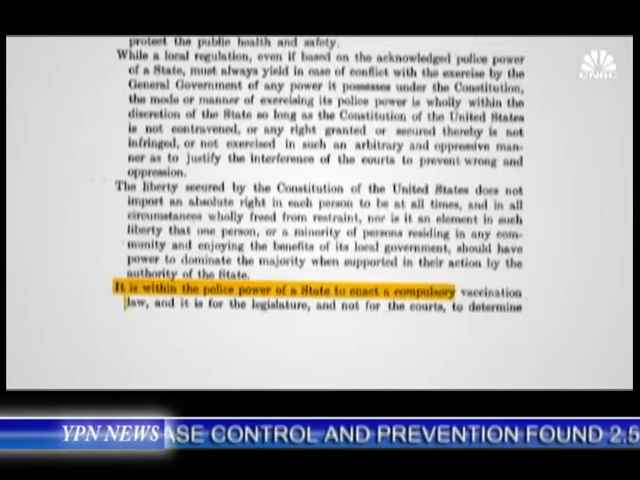 protect the public health and safety.
While a local regulation, even if based on the acknowledged police power
of a State, must always yield in case of conflict with the exercise by the
General Government of any power it possesses under the Constitution,
the mode or manner of exercising its police power is wholly within the
discretion of the State so long as the Constitution of the United States
is not contravened, or any right granted or secured thereby is not
infringed, or not exercised in such an arbitrary and oppressive man-
ner as to justify the interference of the courts to prevent wrong and
oppression.
The liberty secured by the Constitution of the United States does not
import an absolute right in each person to be at all times, and in all
circumstances wholly freed from restraint, nor is it an element in such
liberty that one person, or a minority of persons residing in any com-
munity and enjoying the benefits of its local government, should have
power to dominate the majority when supported in their action by the
authority of the State.
It is within the police power of a State to enact a compulsory vaccination
law, and it is for the legislature, and not for the courts, to determine
CNBC
YPN NEWS
ASE CONTROL AND PREVENTION FOUND 2.5